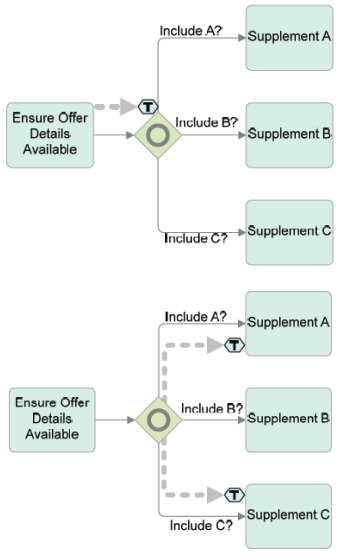 Include A?
Supplement A
T
Ensure Offer
Details
Available
Include B?
Supplement B
Include C?
Supplement C
Include A?
Supplement A
T
Ensure Offer
Details
Available
Include B?
Supplement B
T
Supplement C
Include C?